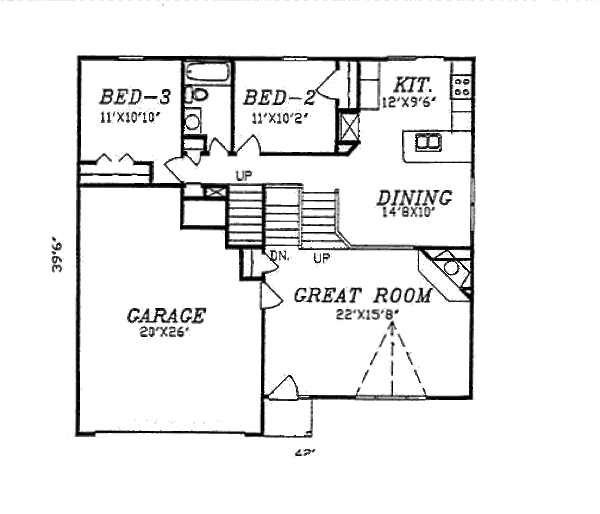 BED-3
11'X10'10"
BED-2
11'X10'2"
KIT.
12'X9'6"
UP
DINING
14'8X10'
39'6"
DN.
UP
GREAT ROOM
22'X15'8"
GARAGE
20'X26'
42'